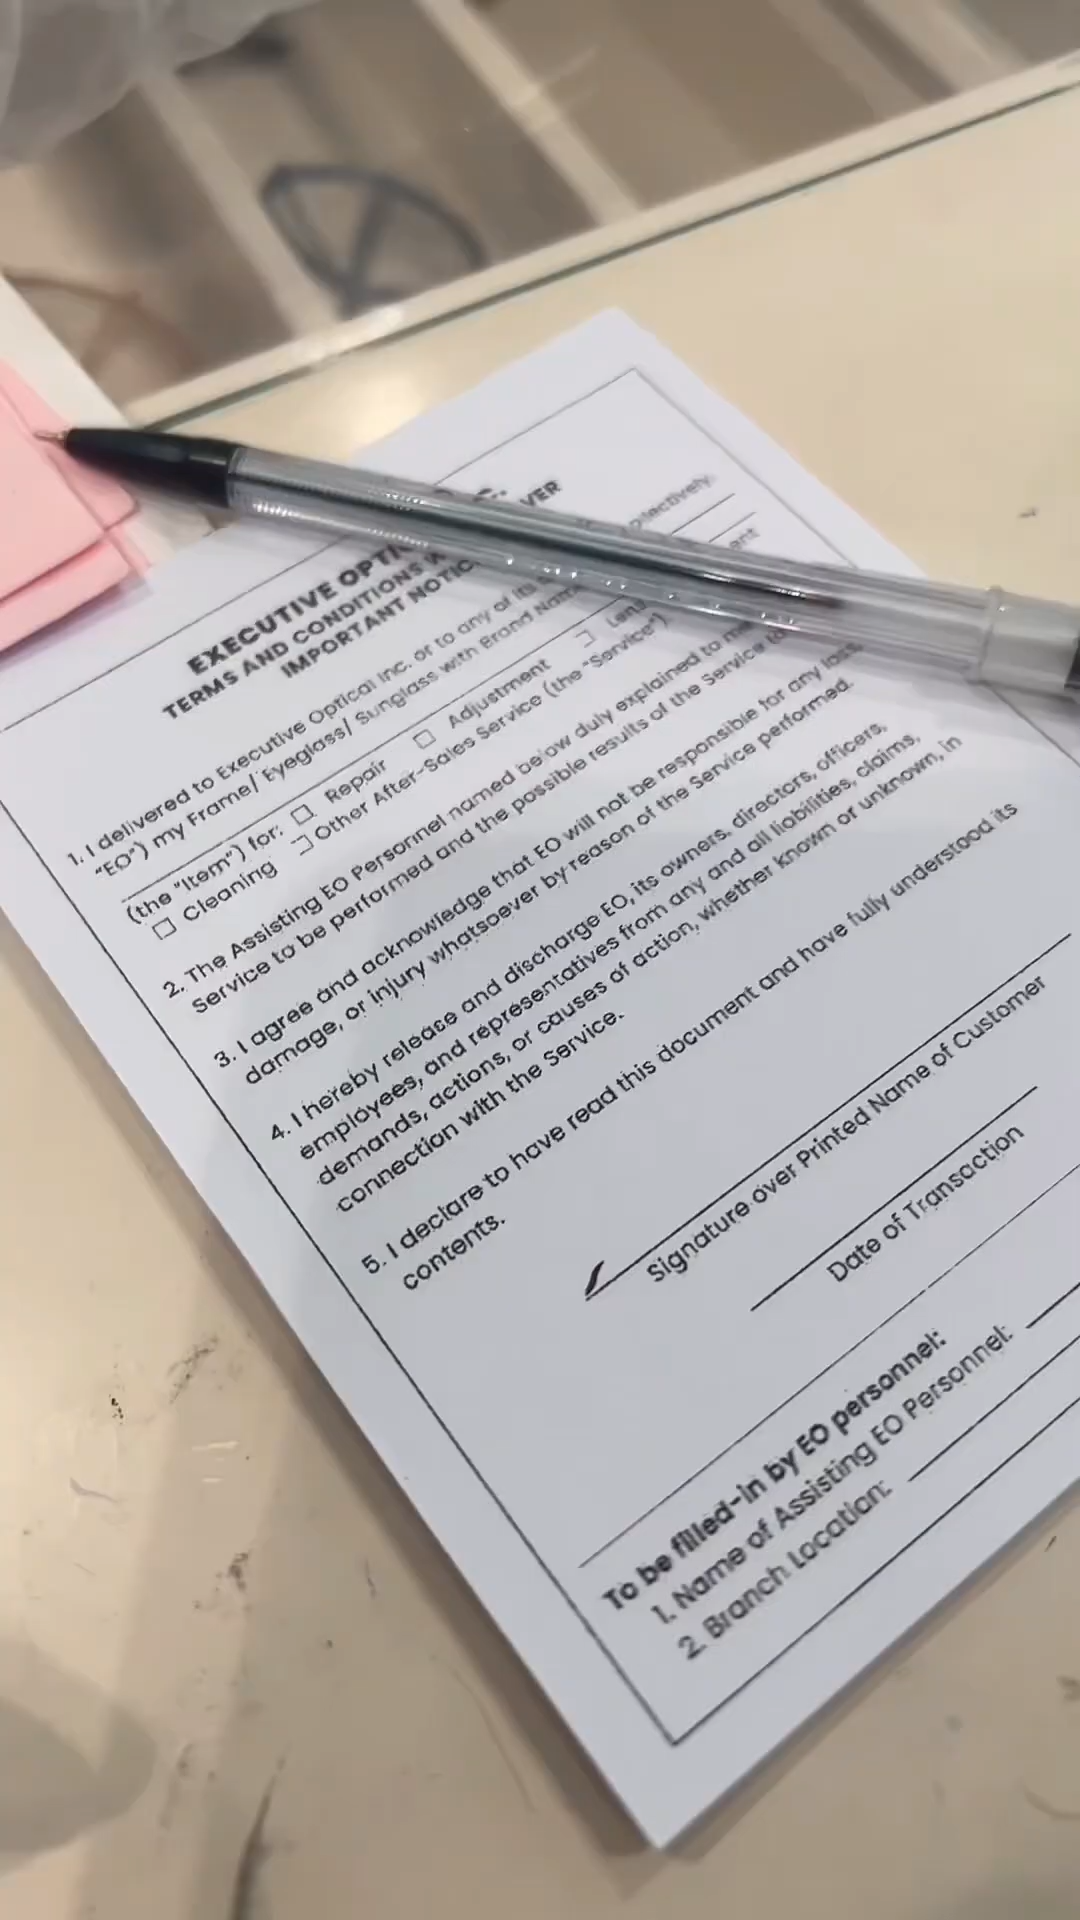 EXECUTIVE OPTIC
TERMS AND CONDITIONS W VER
IMPORTANT NOTIC
1. I delivered to Executive Optical Inc. or to any of its
"EO") my Frame/ Eyeglass/ Sunglass with Brand Nam
(the "Item") for: ☐ Repair ☐ Adjustment ☐ Lens
☐ Cleaning ☐ Other After-Sales Service (the "Service").
2. The Assisting EO Personnel named below duly explained to me
Service to be performed and the possible results of the Service to
3. I agree and acknowledge that EO will not be responsible for any loss,
damage, or injury whatsoever by reason of the Service performed.
4. I hereby release and discharge EO, its owners, directors, officers,
employees, and representatives from any and all liabilities, claims,
demands, actions, or causes of action, whether known or unknown, in
connection with the Service.
5. I declare to have read this document and have fully understood its
contents.
Signature over Printed Name of Customer
Date of Transaction
To be filled-in by EO personnel:
1. Name of Assisting EO Personnel:
2. Branch Location: